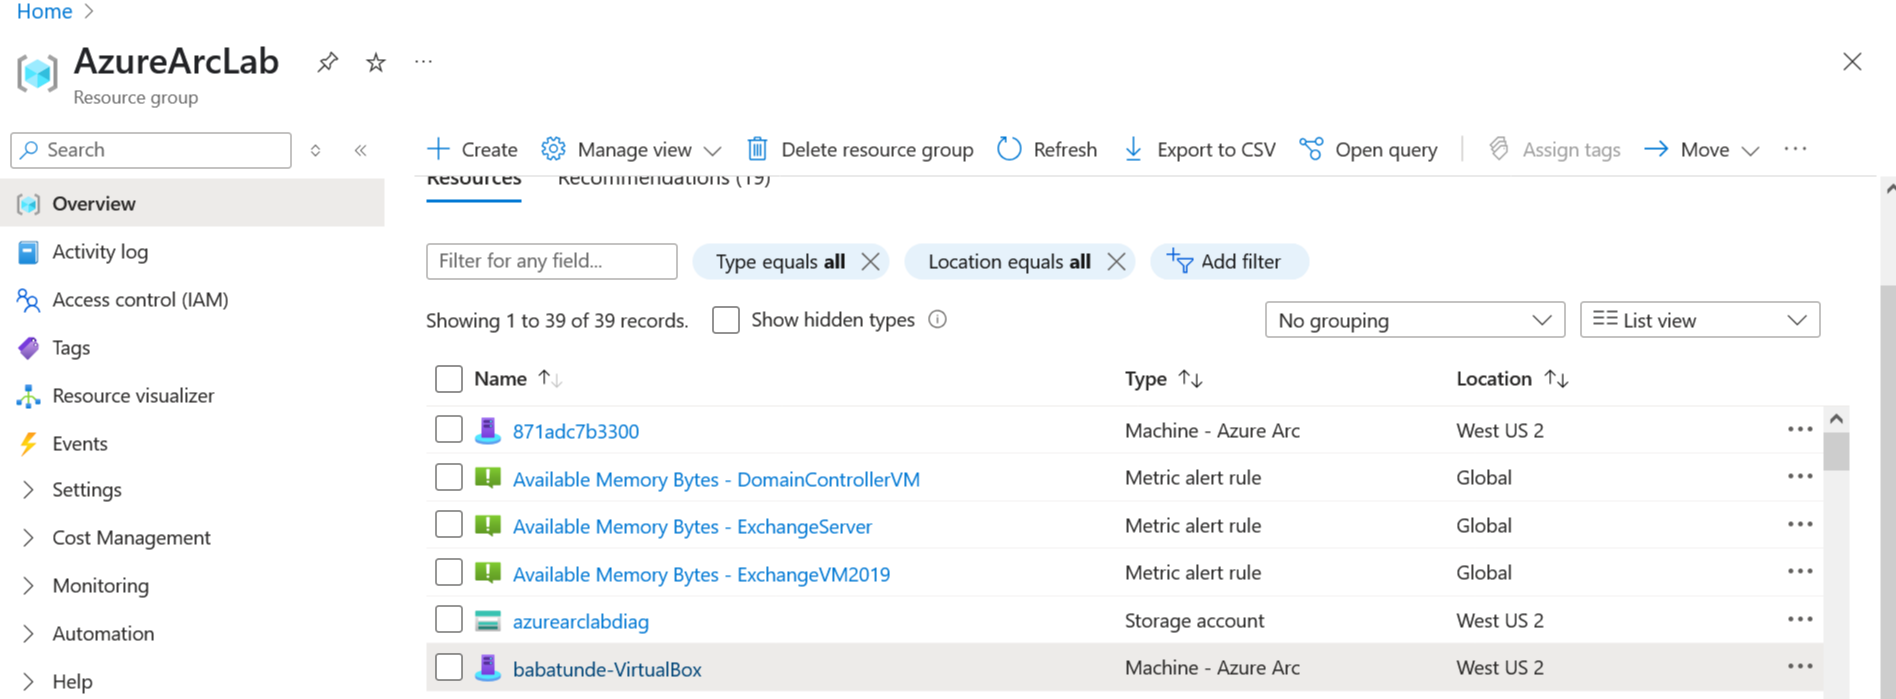 Home
AzureArcLab
Resource group
Search
Create
Manage view
Delete resource group
Refresh
Export to CSV
Open query
Assign tags
Move
Overview
Activity log
Access control (IAM)
Tags
Resource visualizer
Events
Settings
Cost Management
Monitoring
Automation
Help
Resources Recommendations (19)
Filter for any field...
Type equals all
Location equals all
Add filter
Showing 1 to 39 of 39 records.
Show hidden types
No grouping
List view
Name Type Location
871adc7b3300 Machine - Azure Arc West US 2
Available Memory Bytes - DomainControllerVM Metric alert rule Global
Available Memory Bytes - ExchangeServer Metric alert rule Global
Available Memory Bytes - ExchangeVM2019 Metric alert rule Global
azurearclabdiag Storage account West US 2
babatunde-VirtualBox Machine - Azure Arc West US 2